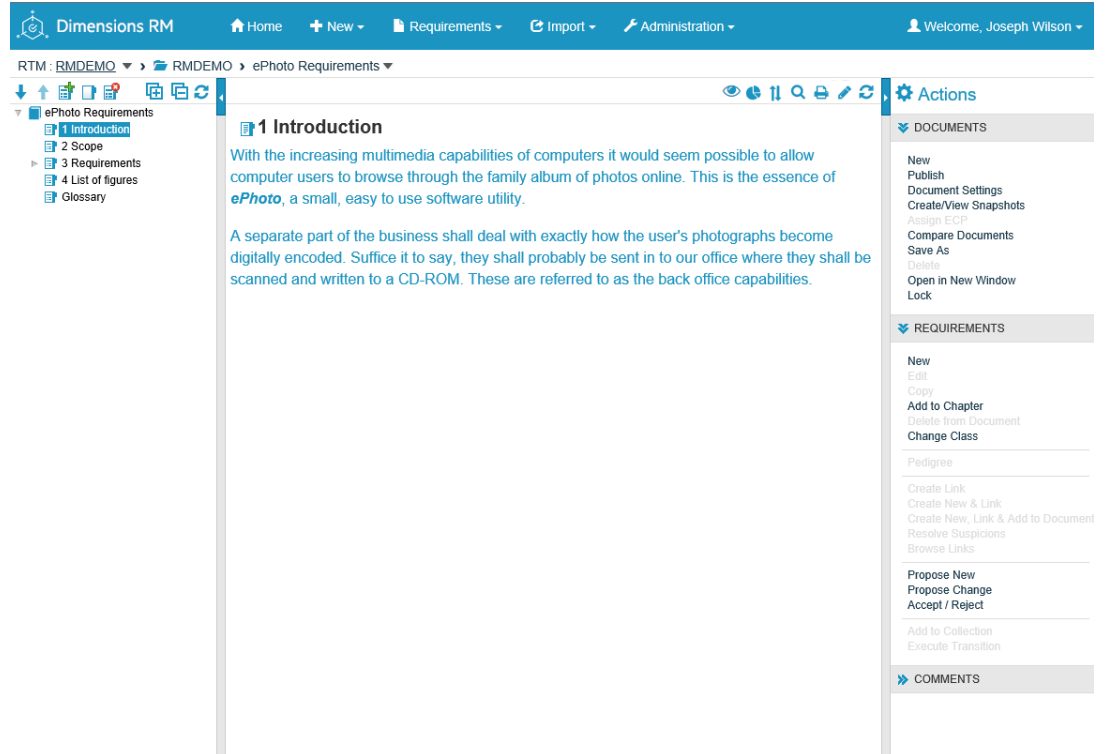 Dimensions RM
Home
New
Requirements
Import
Administration
Welcome, Joseph Wilson
RTM : RMDEMO › RMDEMO › ePhoto Requirements
ePhoto Requirements
1 Introduction
2 Scope
3 Requirements
4 List of figures
Glossary
1 Introduction
With the increasing multimedia capabilities of computers it would seem possible to allow
computer users to browse through the family album of photos online. This is the essence of
ePhoto, a small, easy to use software utility.
A separate part of the business shall deal with exactly how the user's photographs become
digitally encoded. Suffice it to say, they shall probably be sent in to our office where they shall be
scanned and written to a CD-ROM. These are referred to as the back office capabilities.
Actions
DOCUMENTS
New
Publish
Document Settings
Create/View Snapshots
Assign ECP
Compare Documents
Save As
Delete
Open in New Window
Lock
REQUIREMENTS
New
Edit
Copy
Add to Chapter
Delete from Document
Change Class
Pedigree
Create Link
Create New & Link
Create New, Link & Add to Document
Resolve Suspicions
Browse Links
Propose New
Propose Change
Accept / Reject
Add to Collection
Execute Transition
COMMENTS